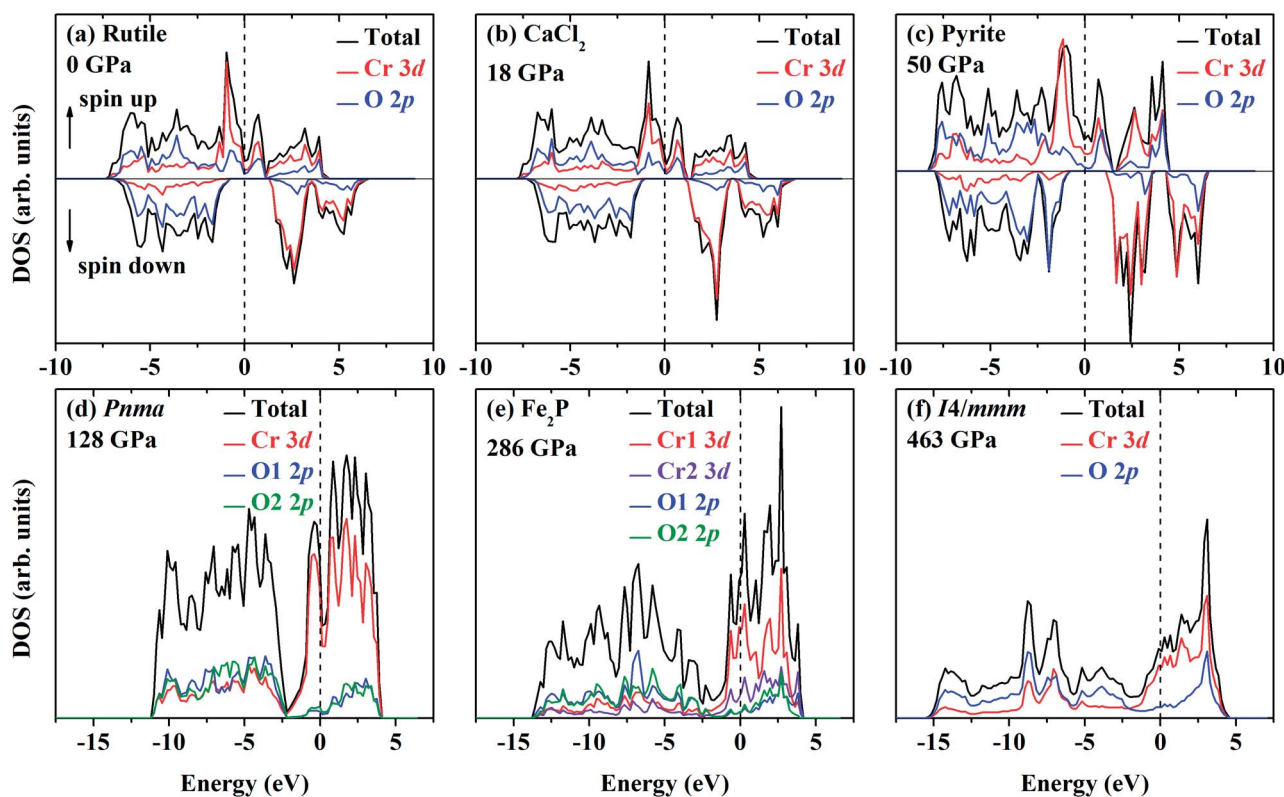 (a) Rutile
0 GPa
Total
Cr 3d
O 2p
spin up
spin down
(b) CaCl2
18 GPa
Total
Cr 3d
O 2p
(c) Pyrite
50 GPa
Total
Cr 3d
O 2p
DOS (arb. units)
-10 -5 0 5 10
-10 -5 0 5 10
-10 -5 0 5 10
(d) Pnma
128 GPa
Total
Cr 3d
O1 2p
O2 2p
(e) Fe2P
286 GPa
Total
Cr1 3d
Cr2 3d
O1 2p
O2 2p
(f) I4/mmm
463 GPa
Total
Cr 3d
O 2p
DOS (arb. units)
-15 -10 -5 0 5
-15 -10 -5 0 5
-15 -10 -5 0 5
Energy (eV)
Energy (eV)
Energy (eV)